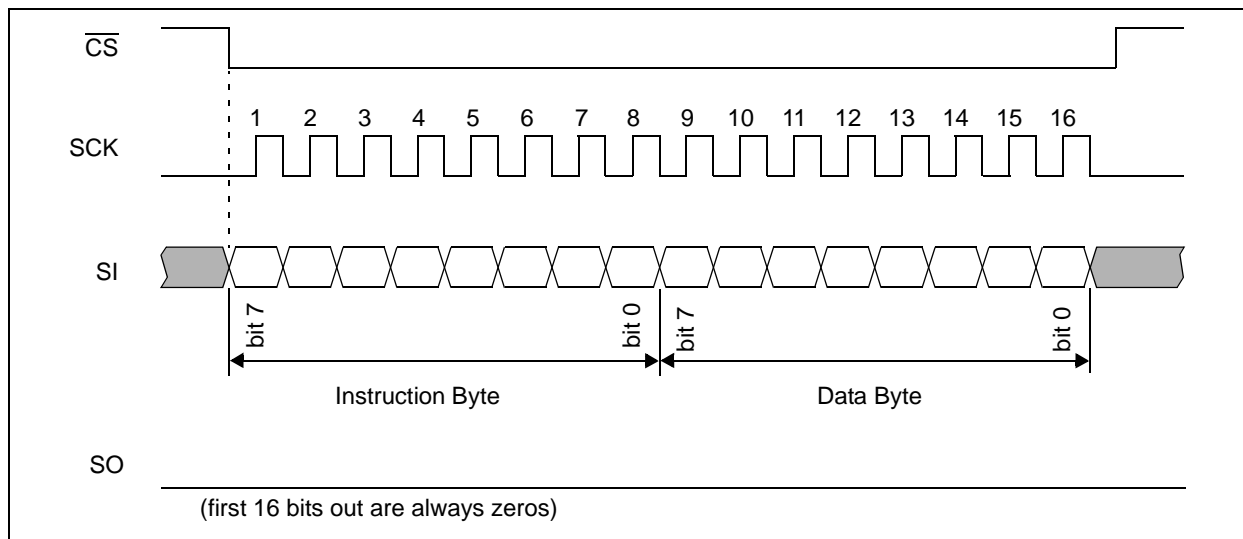 CS
1 2 3 4 5 6 7 8 9 10 11 12 13 14 15 16
SCK
SI
bit 7
bit 0
bit 7
bit 0
Instruction Byte
Data Byte
SO
(first 16 bits out are always zeros)